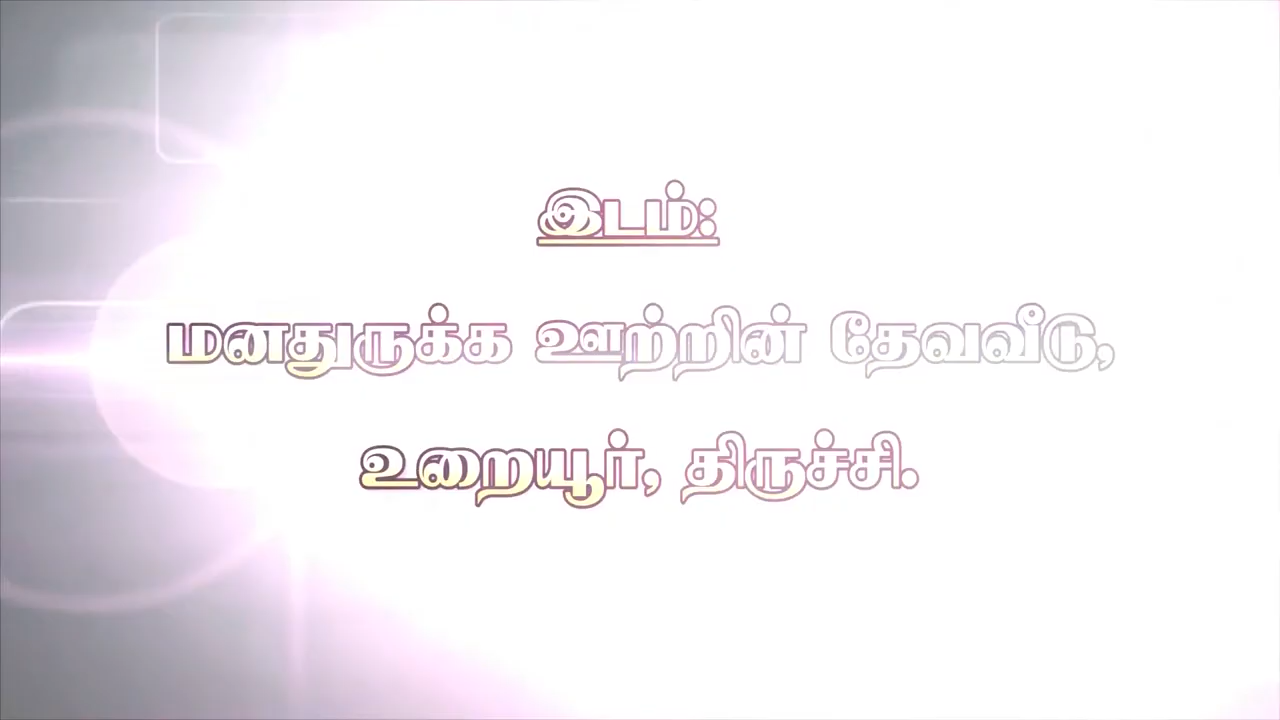 இடம்:
மனதுருக்க ஊற்றின் தேவவீடு,
உறையூர், திருச்சி.